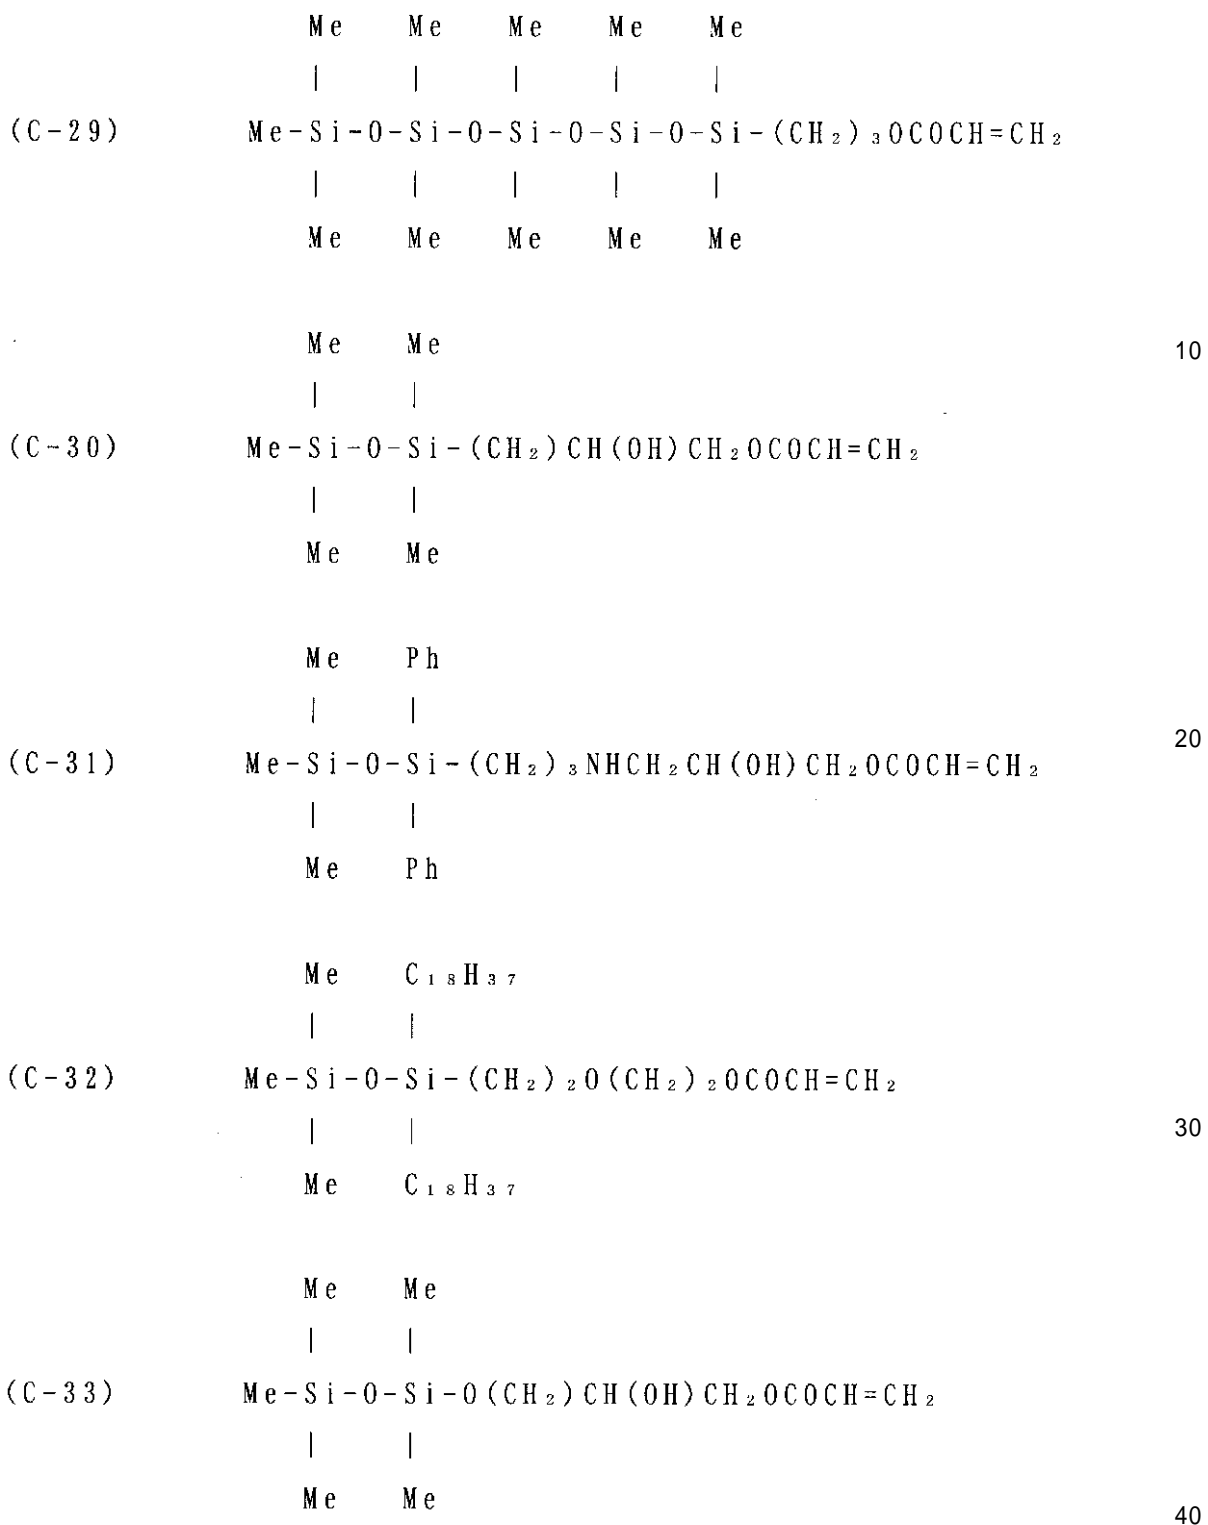 Me Me Me Me Me
| | | | |
(C-29) Me-Si-O-Si-O-Si-O-Si-O-Si-(CH₂)₃OCOCH=CH₂
| | | | |
Me Me Me Me Me
Me Me
10
| |
(C-30) Me-Si-O-Si-(CH₂)CH(OH)CH₂OCOCH=CH₂
| |
Me Me
Me Ph
| |
20
(C-31) Me-Si-O-Si-(CH₂)₃NHCH₂CH(OH)CH₂OCOCH=CH₂
| |
Me Ph
Me C₁₈H₃₇
| |
(C-32) Me-Si-O-Si-(CH₂)₂O(CH₂)₂OCOCH=CH₂
| |
30
Me C₁₈H₃₇
Me Me
| |
(C-33) Me-Si-O-Si-O(CH₂)CH(OH)CH₂OCOCH=CH₂
| |
Me Me
40